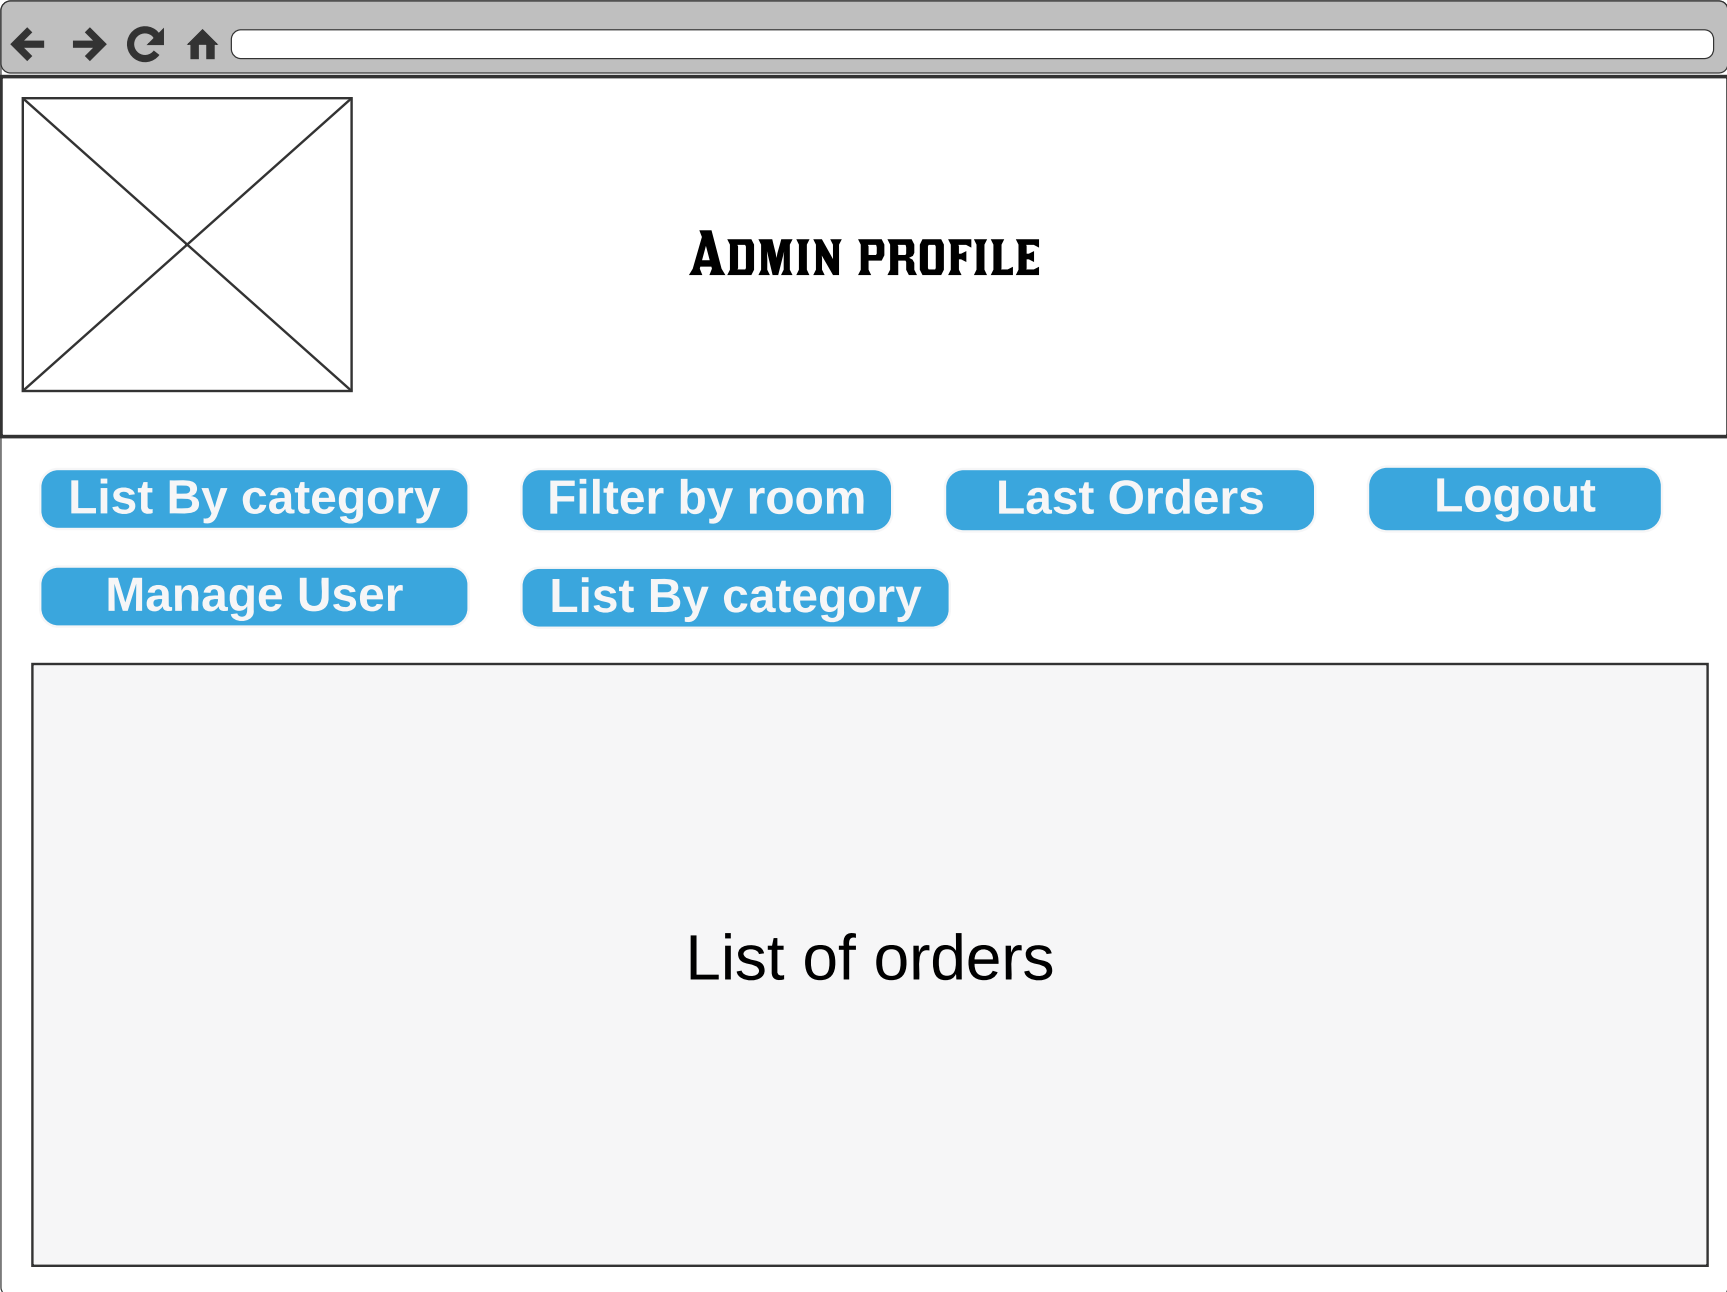 Admin profile
List By category
Filter by room
Last Orders
Logout
Manage User
List By category
List of orders